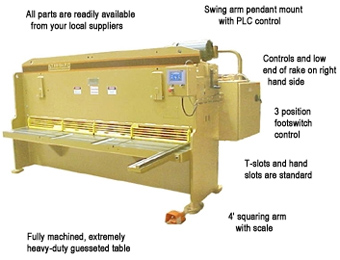 All parts are readily available
from your local suppliers
Swing arm pendant mount
with PLC control
Controls and low
end of rake on right
hand side
3 position
footswitch
control
T-slots and hand
slots are standard
4' squaring arm
with scale
Fully machined, extremely
heavy-duty gusseted table